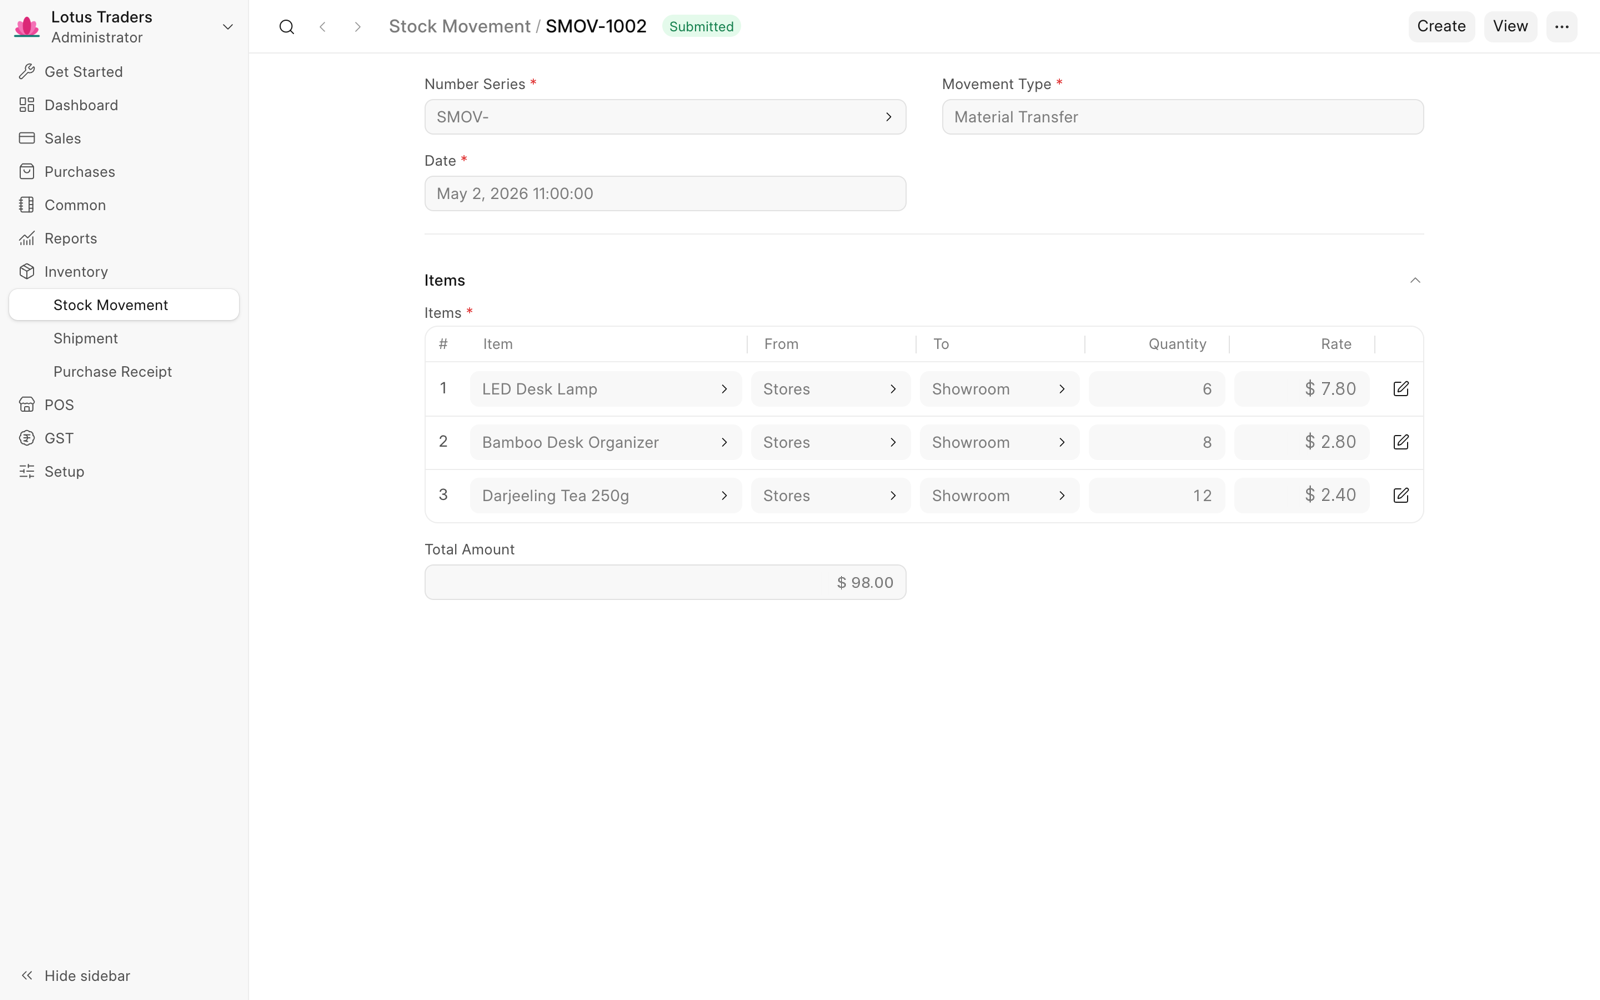 Lotus Traders
Administrator
Get Started
Dashboard
Sales
Purchases
Common
Reports
Inventory
Stock Movement
Shipment
Purchase Receipt
POS
GST
Setup
Hide sidebar
Stock Movement / SMOV-1002 Submitted
Create View ···
Number Series * Movement Type *
SMOV- Material Transfer
Date *
May 2, 2026 11:00:00
Items
Items *
# Item From To Quantity Rate
1 LED Desk Lamp Stores Showroom 6 $ 7.80
2 Bamboo Desk Organizer Stores Showroom 8 $ 2.80
3 Darjeeling Tea 250g Stores Showroom 12 $ 2.40
Total Amount
$ 98.00